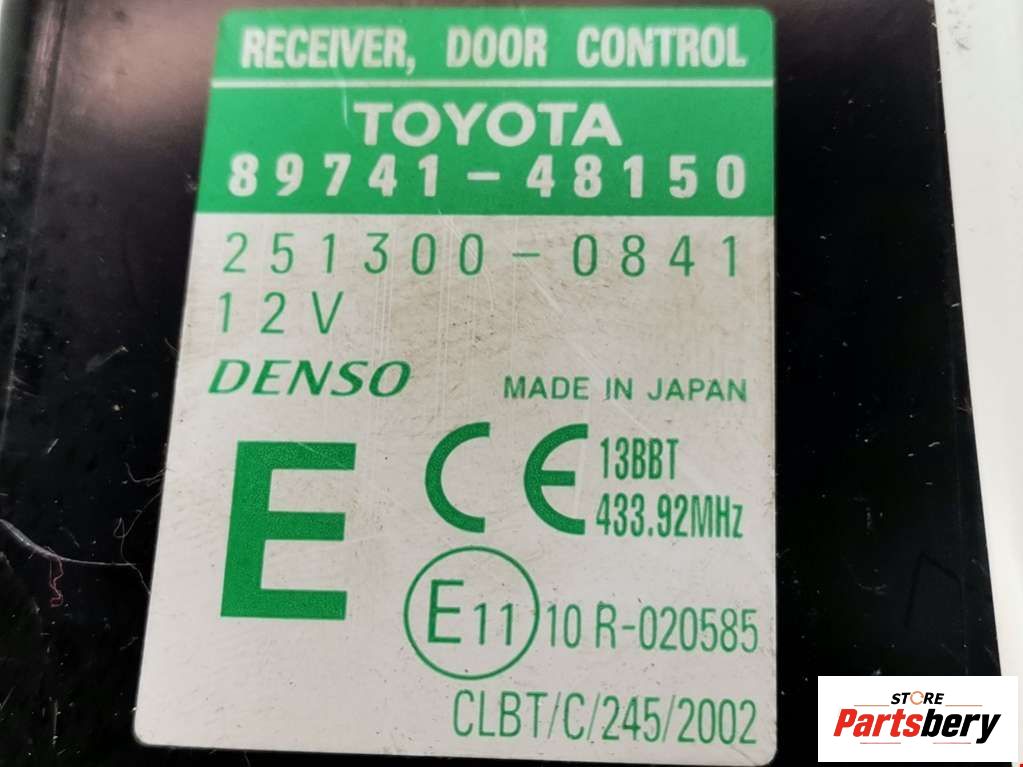 RECEIVER, DOOR CONTROL
TOYOTA
89741-48150
251300-0841
12V
DENSO MADE IN JAPAN
E CE 13BBT
433.92MHz
E11 10 R-020585
CLBT/C/245/2002
STORE
Partsbery